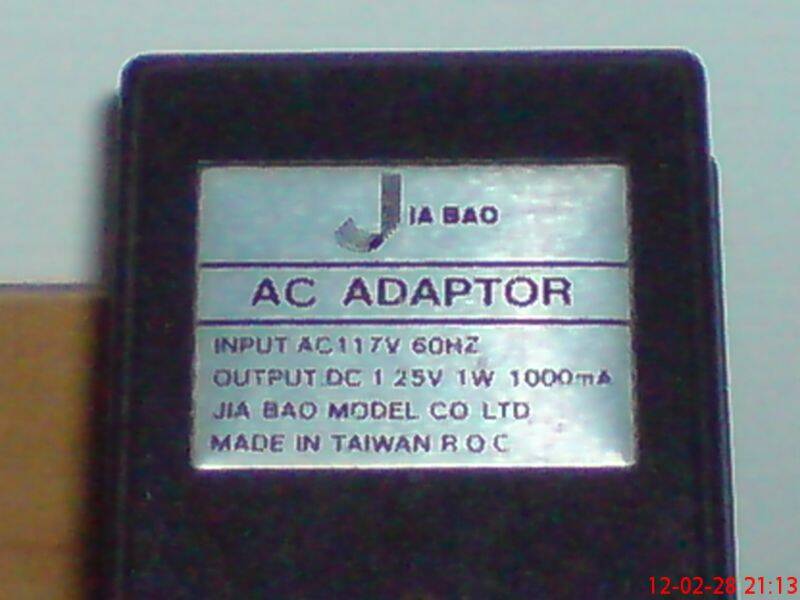 JIA BAO
AC ADAPTOR
INPUT AC117V 60HZ
OUTPUT DC 1 25V 1W 1000mA
JIA BAO MODEL CO LTD
MADE IN TAIWAN R O C
12-02-28 21:13